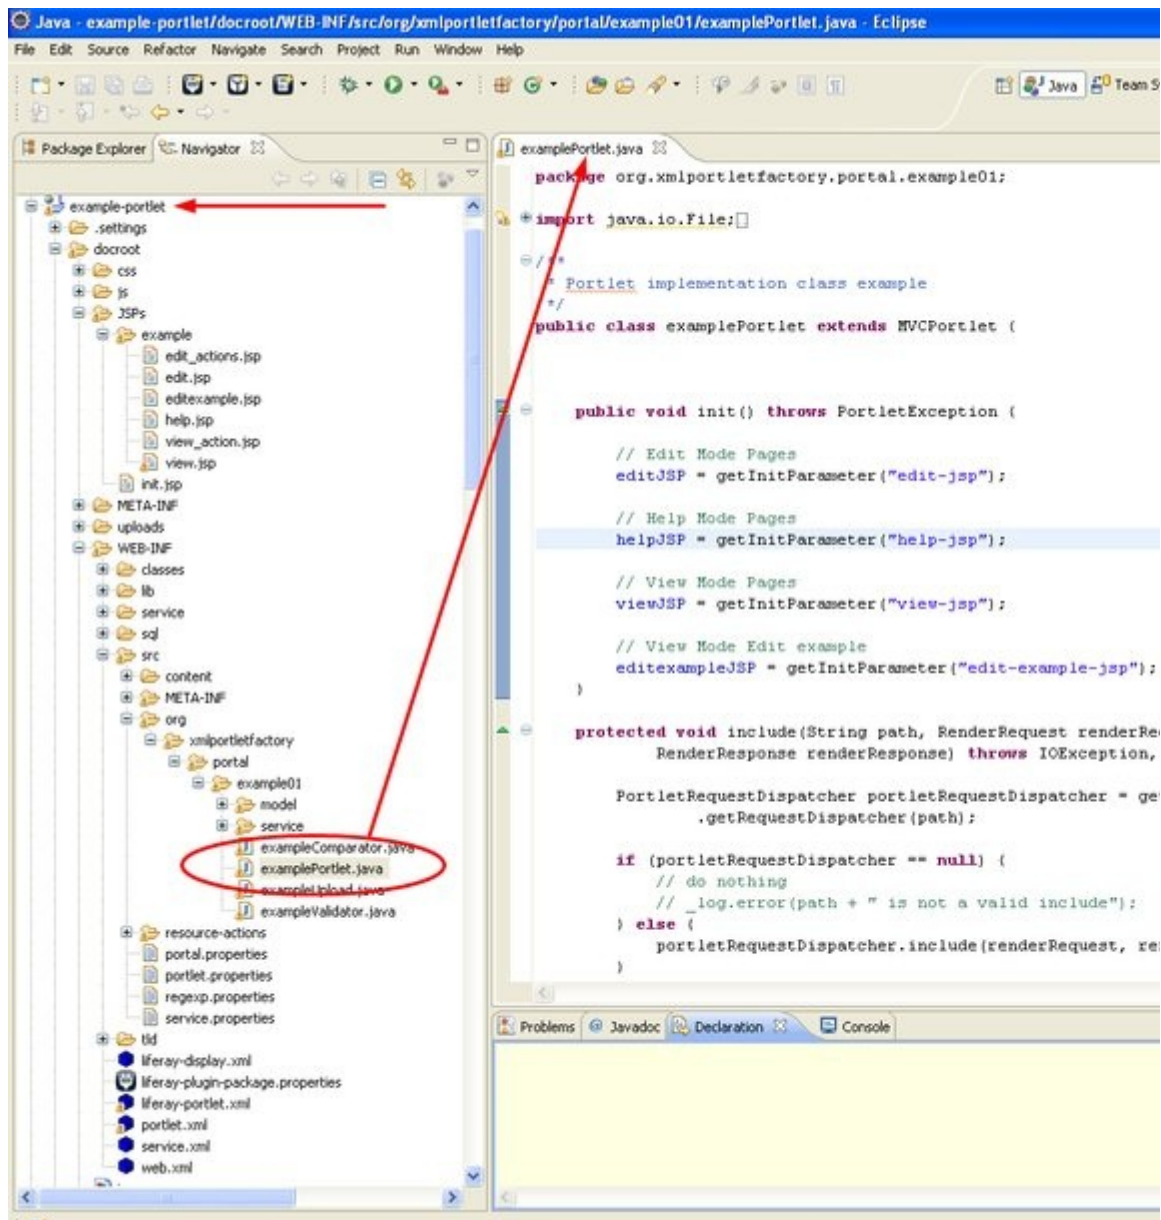 Java - example-portlet/docroot/WEB-INF/src/org/xmlportletfactory/portal/example01/examplePortlet.java - Eclipse
File Edit Source Refactor Navigate Search Project Run Window Help
Java Team
Package Explorer Navigator
example-portlet
.settings
docroot
css
js
JSPs
example
edit_actions.jsp
edit.jsp
editexample.jsp
help.jsp
view_action.jsp
view.jsp
init.jsp
META-INF
uploads
WEB-INF
classes
lib
service
sql
src
content
META-INF
org
xmlportletfactory
portal
example01
model
service
exampleComparator.java
examplePortlet.java
exampleUpload.java
exampleValidator.java
resource-actions
portal.properties
portlet.properties
regexp.properties
service.properties
tld
liferay-display.xml
liferay-plugin-package.properties
liferay-portlet.xml
portlet.xml
service.xml
web.xml
examplePortlet.java
package org.xmlportletfactory.portal.example01;
import java.io.File;
/**
* Portlet implementation class example
*/
public class examplePortlet extends MVCPortlet {
public void init() throws PortletException {
// Edit Mode Pages
editJSP = getInitParameter("edit-jsp");
// Help Mode Pages
helpJSP = getInitParameter("help-jsp");
// View Mode Pages
viewJSP = getInitParameter("view-jsp");
// View Mode Edit example
editexampleJSP = getInitParameter("edit-example-jsp");
}
protected void include(String path, RenderRequest renderRe
RenderResponse renderResponse) throws IOException,
PortletRequestDispatcher portletRequestDispatcher = ge
.getRequestDispatcher(path);
if (portletRequestDispatcher == null) {
// do nothing
// _log.error(path + " is not a valid include");
} else {
portletRequestDispatcher.include(renderRequest, re
}
Problems Javadoc Declaration Console